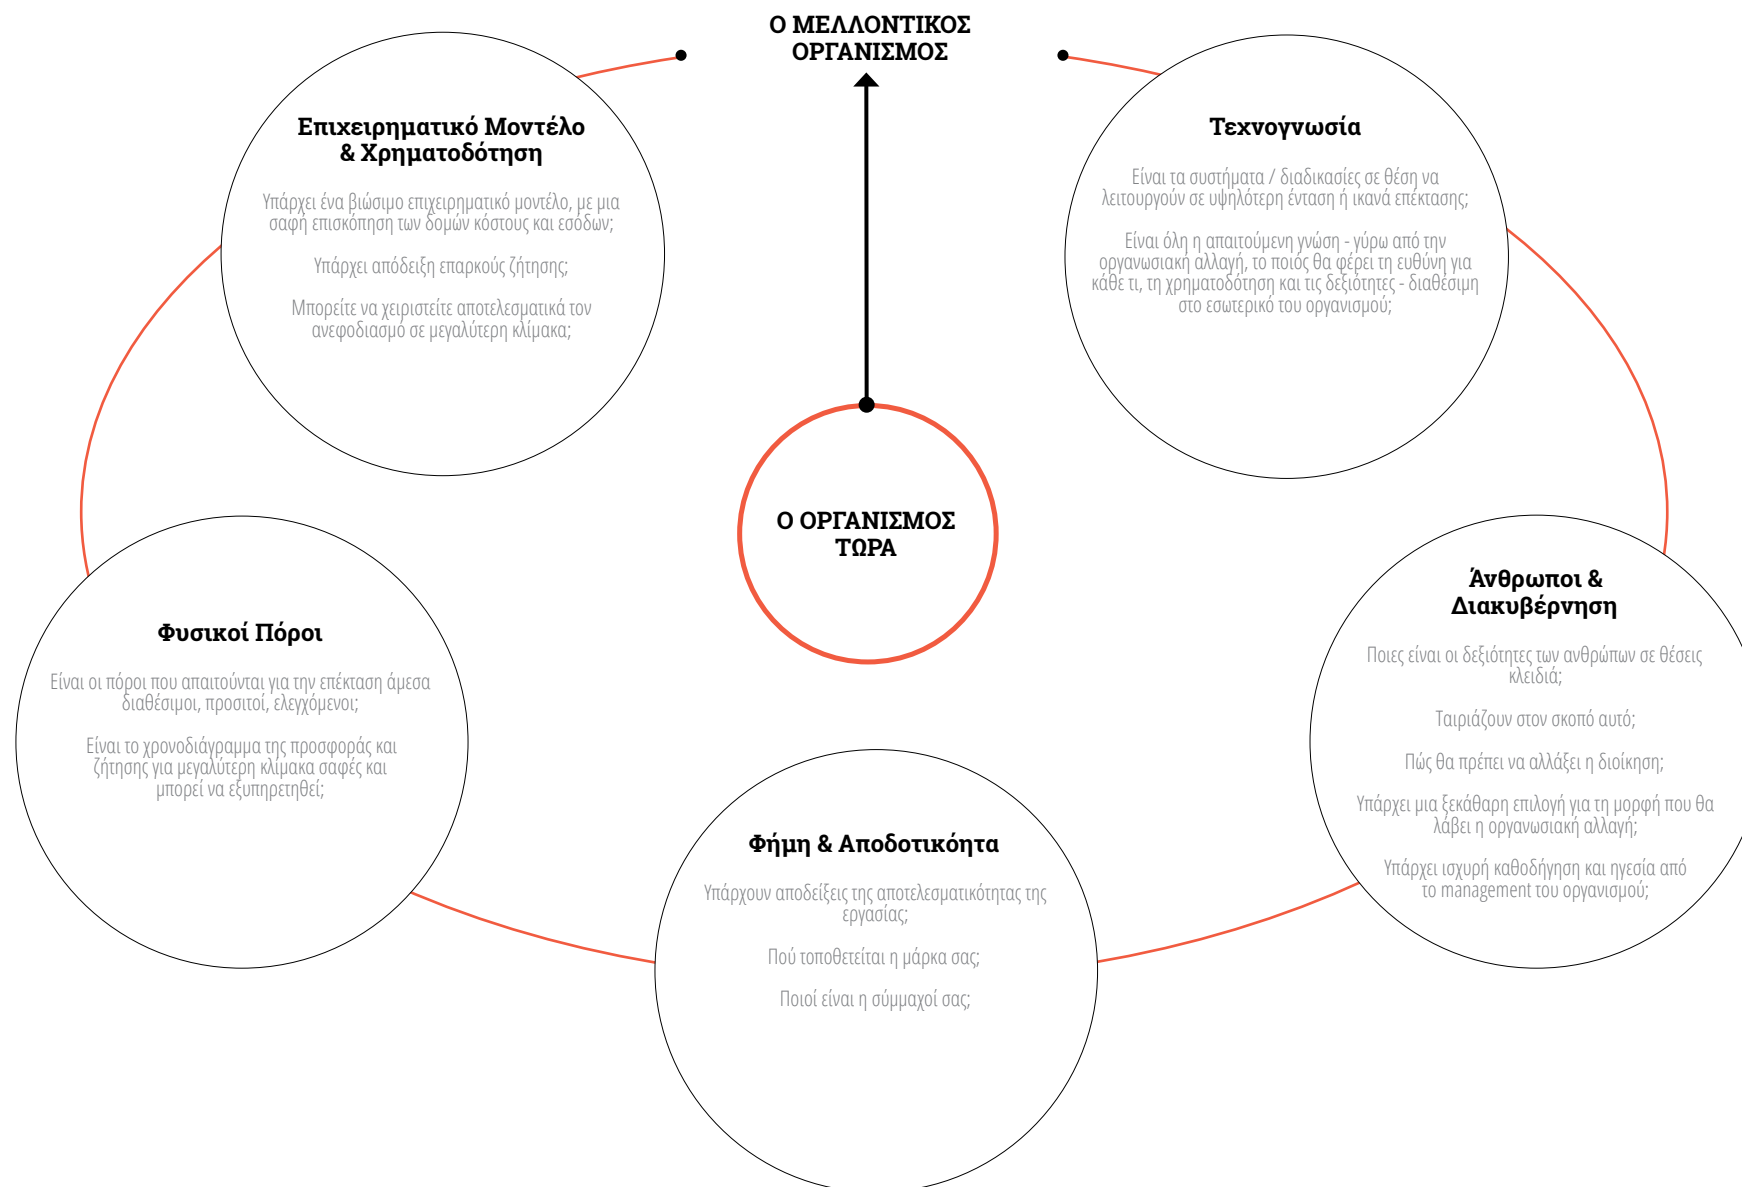 Ο ΜΕΛΛΟΝΤΙΚΟΣ
ΟΡΓΑΝΙΣΜΟΣ
Επιχειρηματικό Μοντέλο
& Χρηματοδότηση
Υπάρχει ένα βιώσιμο επιχειρηματικό μοντέλο, με μια
σαφή επισκόπηση των δομών κόστους και εσόδων;
Υπάρχει απόδειξη επαρκούς ζήτησης;
Μπορείτε να χειριστείτε αποτελεσματικά τον
ανεφοδιασμό σε μεγαλύτερη κλίμακα;
Τεχνογνωσία
Είναι τα συστήματα / διαδικασίες σε θέση να
λειτουργούν σε υψηλότερη ένταση ή ικανά επέκτασης;
Είναι όλη η απαιτούμενη γνώση - γύρω από την
οργανωσιακή αλλαγή, το ποιός θα φέρει τη ευθύνη για
κάθε τι, τη χρηματοδότηση και τις δεξιότητες - διαθέσιμη
στο εσωτερικό του οργανισμού;
Ο ΟΡΓΑΝΙΣΜΟΣ
ΤΩΡΑ
Φυσικοί Πόροι
Είναι οι πόροι που απαιτούνται για την επέκταση άμεσα
διαθέσιμοι, προσιτοί, ελεγχόμενοι;
Είναι το χρονοδιάγραμμα της προσφοράς και
ζήτησης για μεγαλύτερη κλίμακα σαφές και
μπορεί να εξυπηρετηθεί;
Άνθρωποι &
Διακυβέρνηση
Ποιες είναι οι δεξιότητες των ανθρώπων σε θέσεις
κλειδιά;
Ταιριάζουν στον σκοπό αυτό;
Πώς θα πρέπει να αλλάξει η διοίκηση;
Υπάρχει μια ξεκάθαρη επιλογή για τη μορφή που θα
λάβει η οργανωσιακή αλλαγή;
Υπάρχει ισχυρή καθοδήγηση και ηγεσία από
το management του οργανισμού;
Φήμη & Αποδοτικόητα
Υπάρχουν αποδείξεις της αποτελεσματικότητας της
εργασίας;
Πού τοποθετείται η μάρκα σας;
Ποιοί είναι η σύμμαχοί σας;